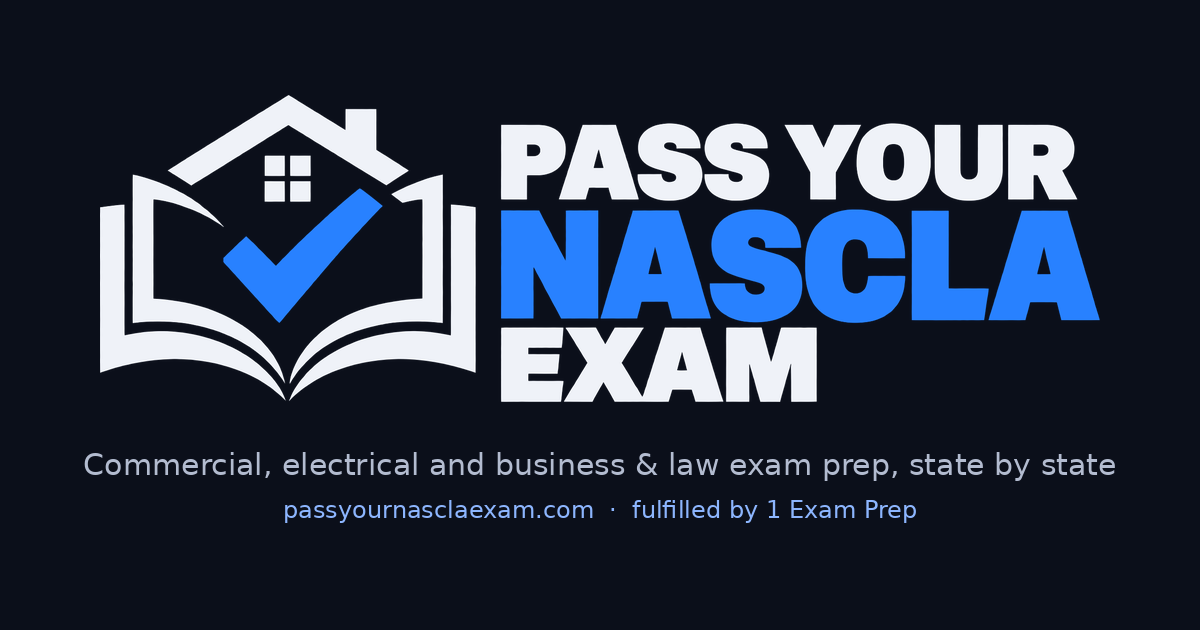 PASS YOUR
NASCLA
EXAM
Commercial, electrical and business & law exam prep, state by state
passyournasclaexam.com · fulfilled by 1 Exam Prep